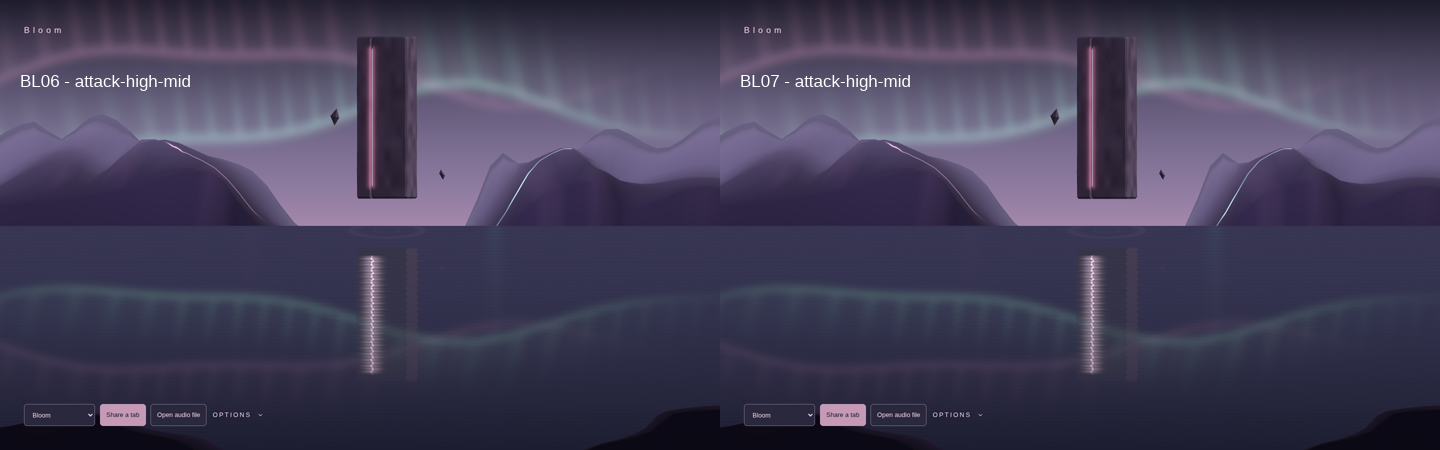 Bloom
BL06 - attack-high-mid
Bloom
Share a tab
Open audio file
OPTIONS
Bloom
BL07 - attack-high-mid
Bloom
Share a tab
Open audio file
OPTIONS